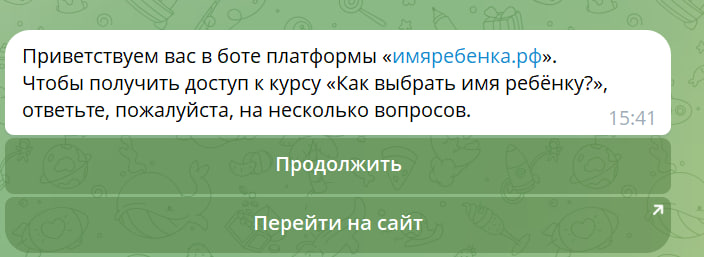 Приветствуем вас в боте платформы «имяребенка.рф».
Чтобы получить доступ к курсу «Как выбрать имя ребёнку?»,
ответьте, пожалуйста, на несколько вопросов.
15:41
Продолжить
Перейти на сайт